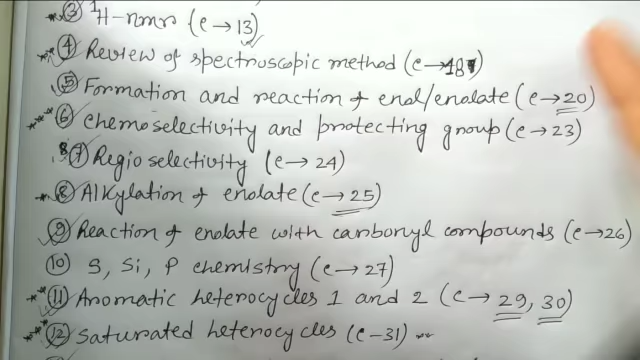 **③ ¹H-nmr (c→13)
*④ Review of spectroscopic method (c→18)
⑤ Formation and reaction of enol/enolate (c→20)
**⑥ chemoselectivity and protecting group (c→23)
⑦ Regioselectivity (c→24)
*⑧ Alkylation of enolate (c→25)
⑨ Reaction of enolate with carbonyl compounds (c→26)
⑩ S, Si, P chemistry (c→27)
**⑪ Aromatic heterocycles 1 and 2 (c→29, 30)
**⑫ Saturated heterocycles (c-31)